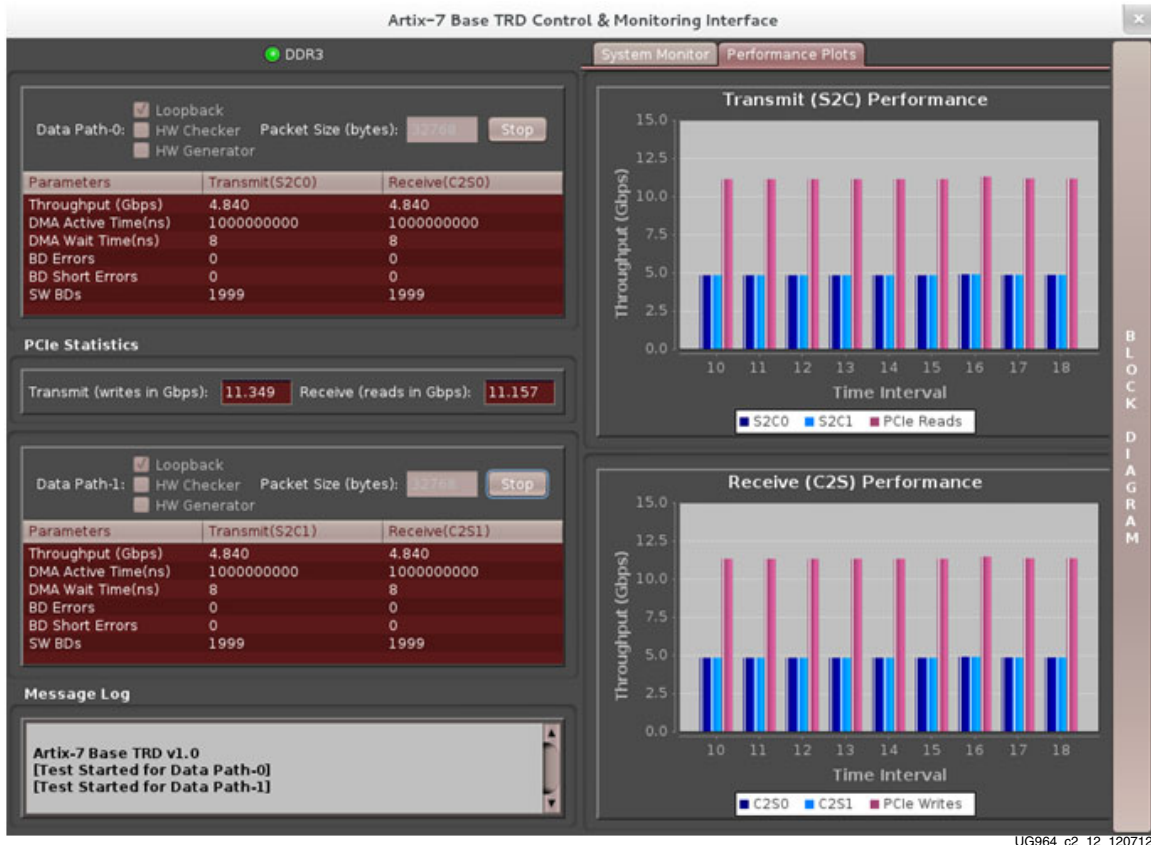 Artix-7 Base TRD Control & Monitoring Interface
DDR3
Loopback
Data Path-0: HW Checker Packet Size (bytes): 32768 Stop
HW Generator
Parameters Transmit(S2C0) Receive(C2S0)
Throughput (Gbps) 4.840 4.840
DMA Active Time(ns) 1000000000 1000000000
DMA Wait Time(ns) 8 8
BD Errors 0 0
BD Short Errors 0 0
SW BDs 1999 1999
PCIe Statistics
Transmit (writes in Gbps): 11.349 Receive (reads in Gbps): 11.157
Loopback
Data Path-1: HW Checker Packet Size (bytes): 32768 Stop
HW Generator
Parameters Transmit(S2C1) Receive(C2S1)
Throughput (Gbps) 4.840 4.840
DMA Active Time(ns) 1000000000 1000000000
DMA Wait Time(ns) 8 8
BD Errors 0 0
BD Short Errors 0 0
SW BDs 1999 1999
Message Log
Artix-7 Base TRD v1.0
[Test Started for Data Path-0]
[Test Started for Data Path-1]
System Monitor Performance Plots
Transmit (S2C) Performance
Throughput (Gbps)
15.0
12.5
10.0
7.5
5.0
2.5
0.0
10 11 12 13 14 15 16 17 18
Time Interval
S2C0 S2C1 PCIe Reads
Receive (C2S) Performance
Throughput (Gbps)
15.0
12.5
10.0
7.5
5.0
2.5
0.0
10 11 12 13 14 15 16 17 18
Time Interval
C2S0 C2S1 PCIe Writes
BLOCK DIAGRAM
UG964_c2_12_120712